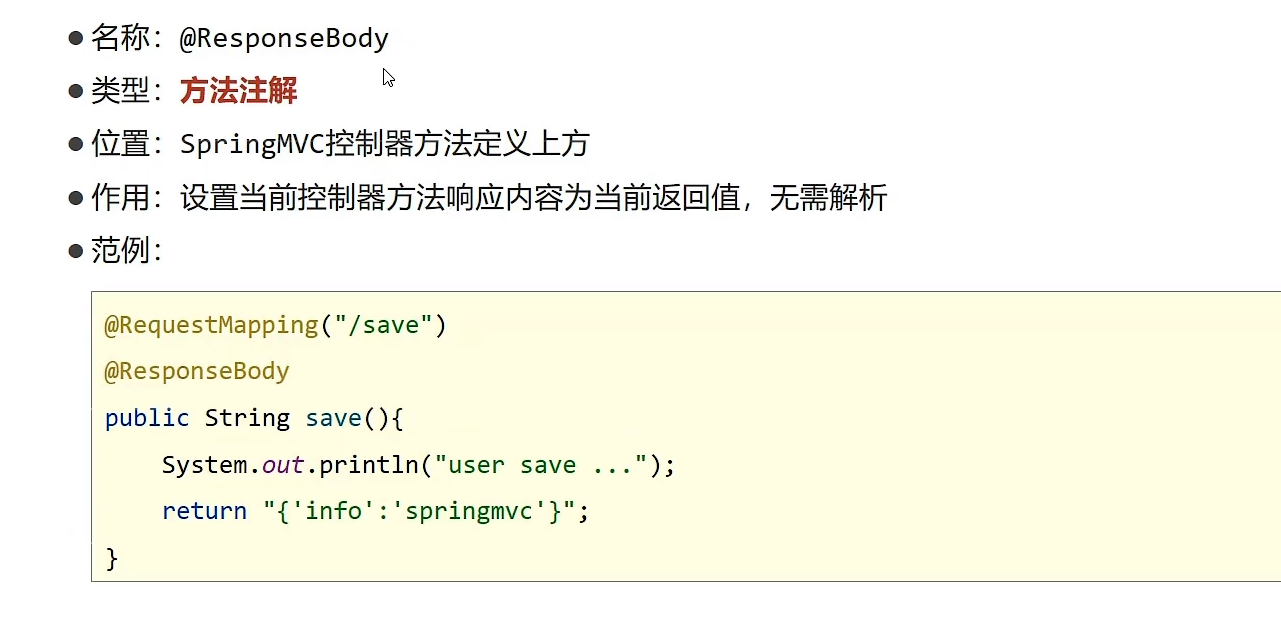 ● 名称：@ResponseBody
● 类型：方法注解
● 位置：SpringMVC控制器方法定义上方
● 作用：设置当前控制器方法响应内容为当前返回值，无需解析
● 范例：
@RequestMapping("/save")
@ResponseBody
public String save(){
    System.out.println("user save ...");
    return "{'info':'springmvc'}";
}